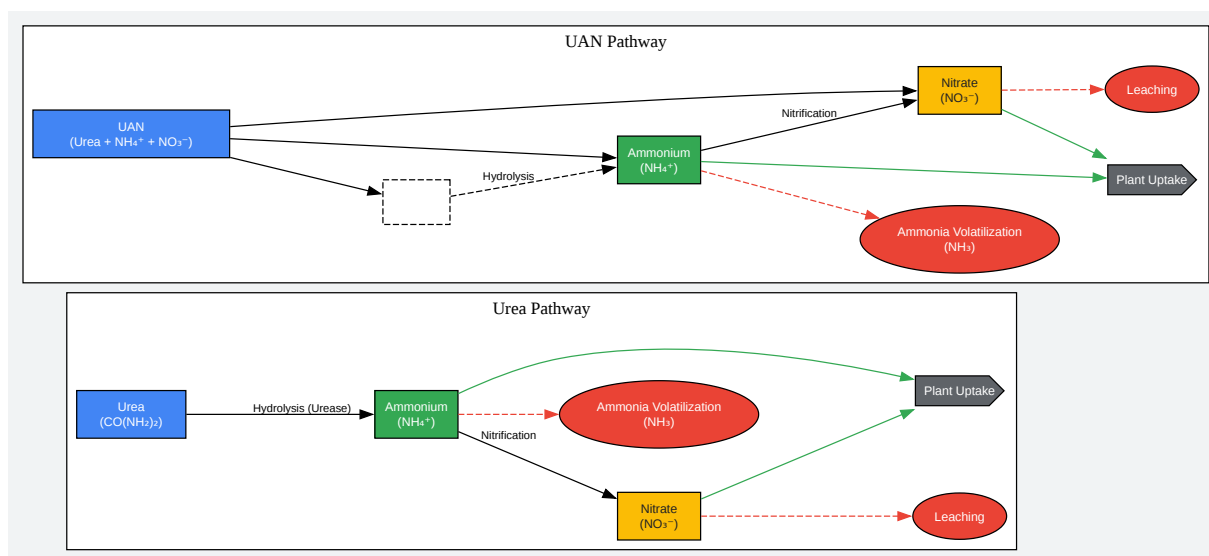 UAN Pathway
UAN
(Urea + NH₄⁺ + NO₃⁻)
Hydrolysis
Ammonium
(NH₄⁺)
Nitrification
Nitrate
(NO₃⁻)
Leaching
Plant Uptake
Ammonia Volatilization
(NH₃)
Urea Pathway
Urea
(CO(NH₂)₂)
Hydrolysis (Urease)
Ammonium
(NH₄⁺)
Ammonia Volatilization
(NH₃)
Plant Uptake
Nitrification
Nitrate
(NO₃⁻)
Leaching